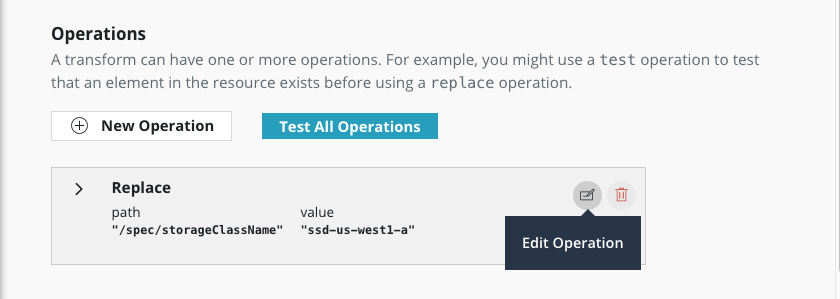 Operations
A transform can have one or more operations. For example, you might use a test operation to test
that an element in the resource exists before using a replace operation.
New Operation
Test All Operations
Replace
path value
"/spec/storageClassName" "ssd-us-west1-a"
Edit Operation